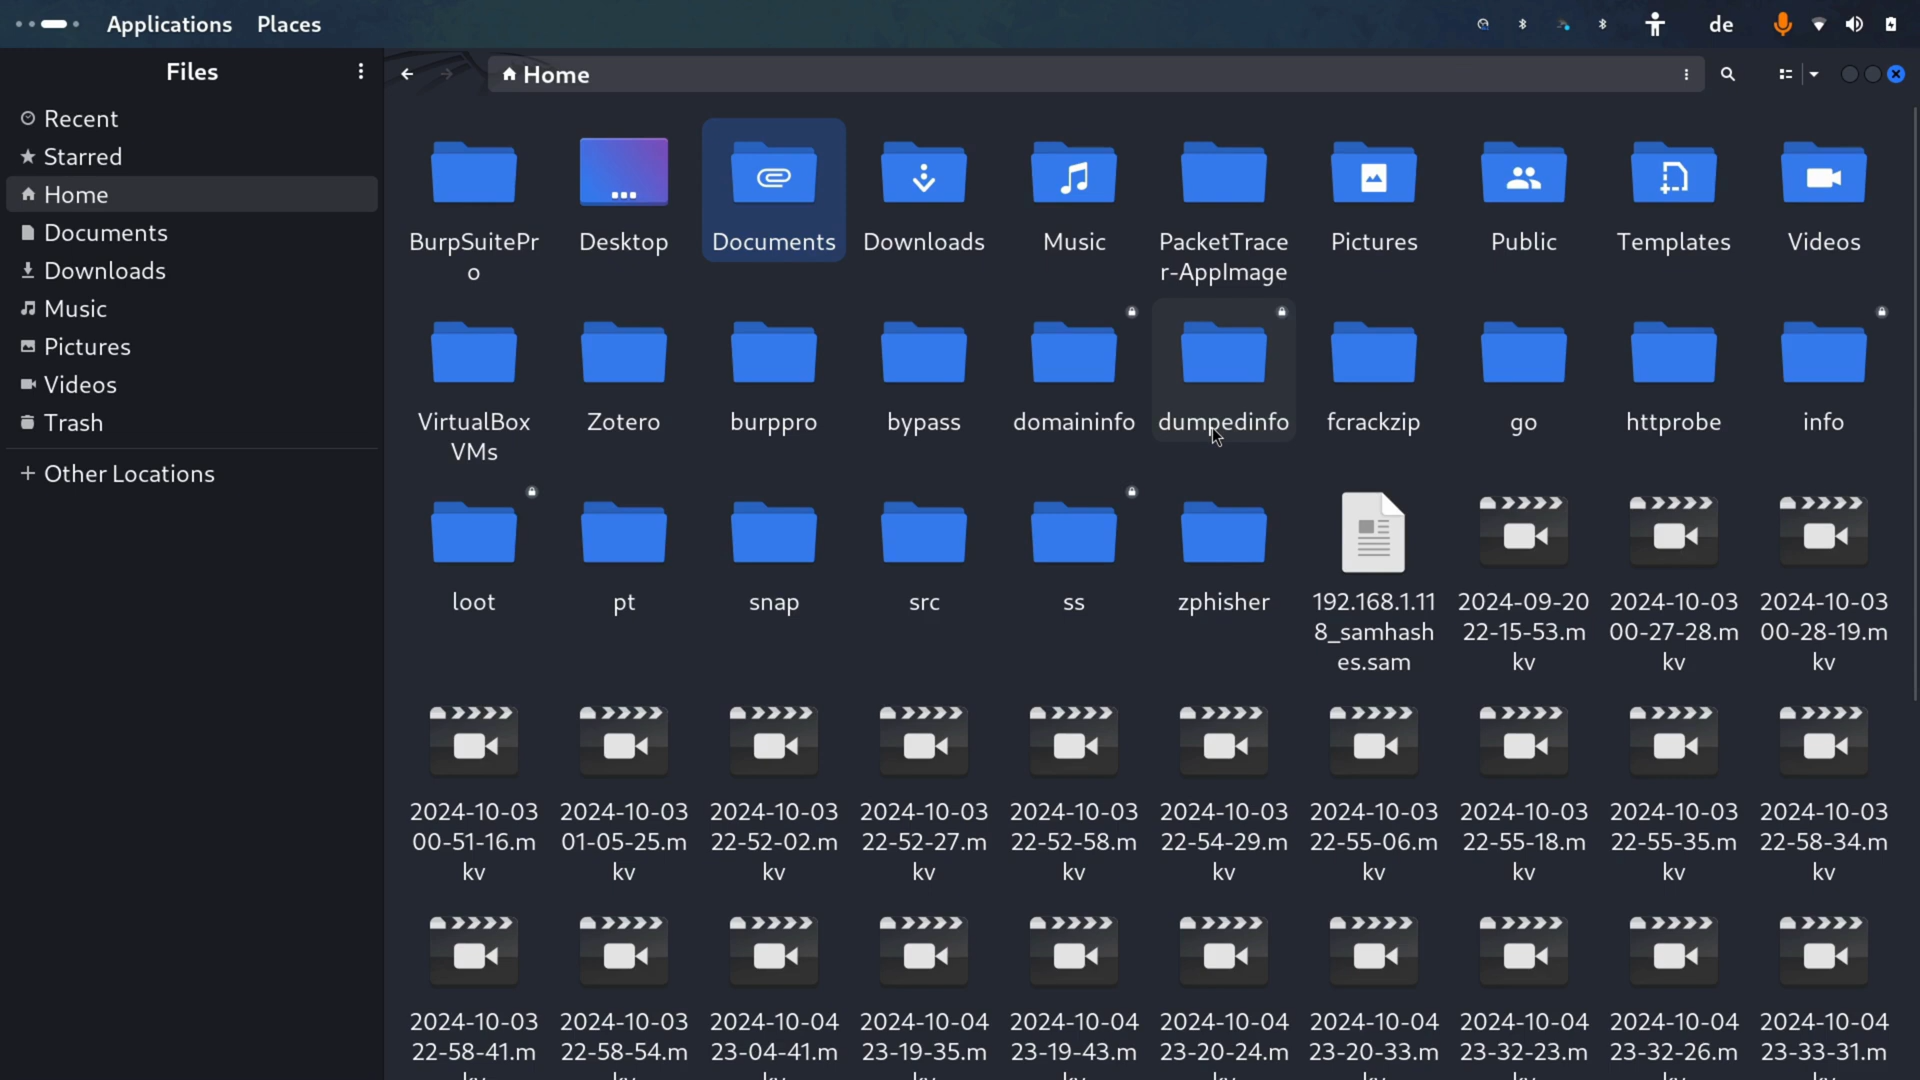 Applications Places
de
Files
Home
Recent
Starred
Home
Documents
Downloads
Music
Pictures
Videos
Trash
Other Locations
BurpSuitePr
o
Desktop
Documents
Downloads
Music
PacketTrace
r-AppImage
Pictures
Public
Templates
Videos
VirtualBox
VMs
Zotero
burppro
bypass
domaininfo
dumpedinfo
fcrackzip
go
httprobe
info
loot
pt
snap
src
ss
zphisher
192.168.1.11
8_samhash
es.sam
2024-09-20
22-15-53.m
kv
2024-10-03
00-27-28.m
kv
2024-10-03
00-28-19.m
kv
2024-10-03
00-51-16.m
kv
2024-10-03
01-05-25.m
kv
2024-10-03
22-52-02.m
kv
2024-10-03
22-52-27.m
kv
2024-10-03
22-52-58.m
kv
2024-10-03
22-54-29.m
kv
2024-10-03
22-55-06.m
kv
2024-10-03
22-55-18.m
kv
2024-10-03
22-55-35.m
kv
2024-10-03
22-58-34.m
kv
2024-10-03
22-58-41.m
2024-10-03
22-58-54.m
2024-10-04
23-04-41.m
2024-10-04
23-19-35.m
2024-10-04
23-19-43.m
2024-10-04
23-20-24.m
2024-10-04
23-20-33.m
2024-10-04
23-32-23.m
2024-10-04
23-32-26.m
2024-10-04
23-33-31.m